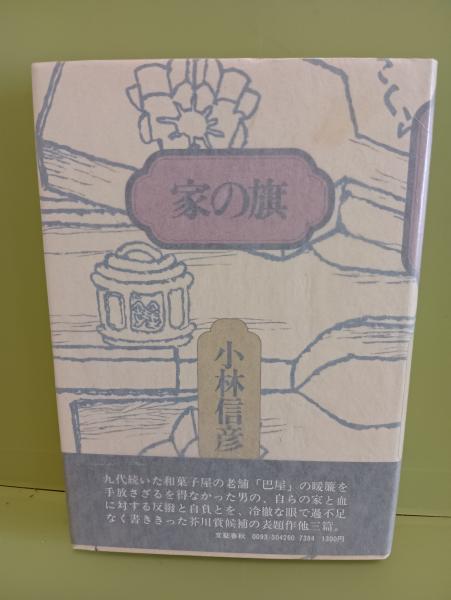 家の旗
小林信彦
九代続いた和菓子屋の老舗「巴屋」の暖簾を
手放さざるを得なかった男の、自らの家と血
に対する反撥と自負とを、冷徹な眼で過不足
なく書ききった芥川賞候補の表題作他三篇。
文藝春秋 0093-304260-7384 1300円